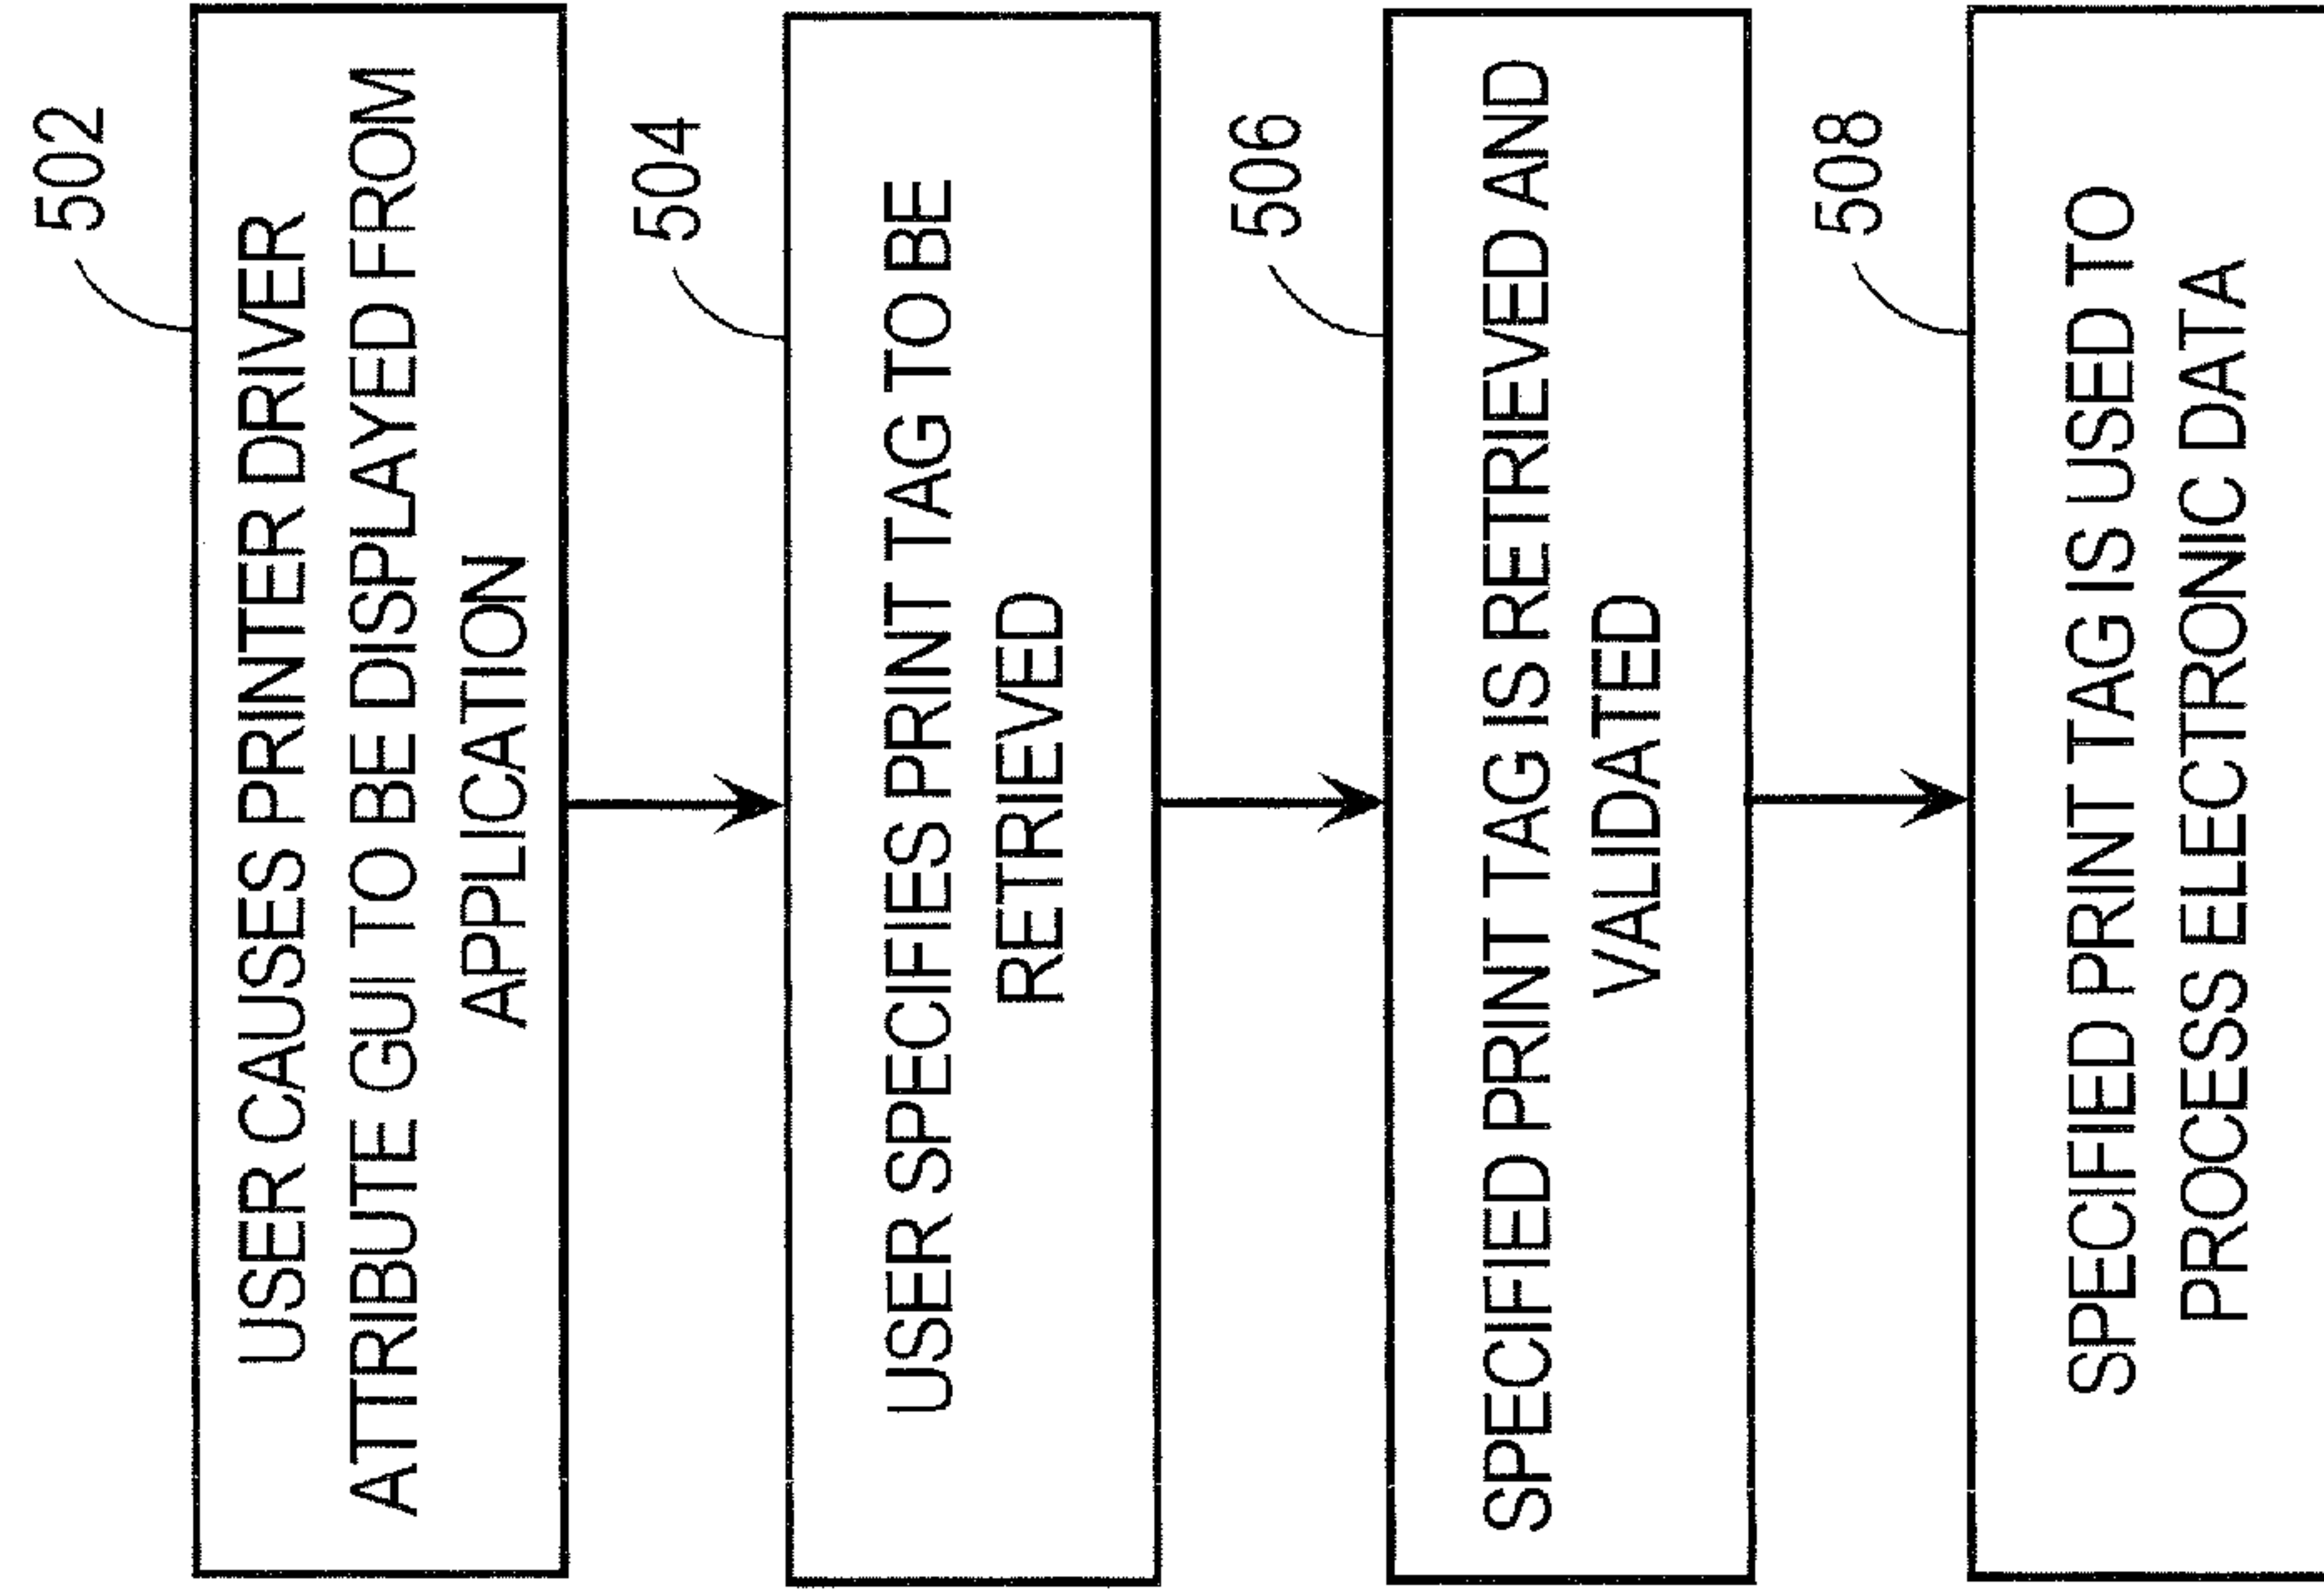 502
USER CAUSES PRINTER DRIVER
ATTRIBUTE GUI TO BE DISPLAYED FROM
APPLICATION
504
USER SPECIFIES PRINT TAG TO BE
RETRIEVED
506
SPECIFIED PRINT TAG IS RETRIEVED AND
VALIDATED
508
SPECIFIED PRINT TAG IS USED TO
PROCESS ELECTRONIC DATA